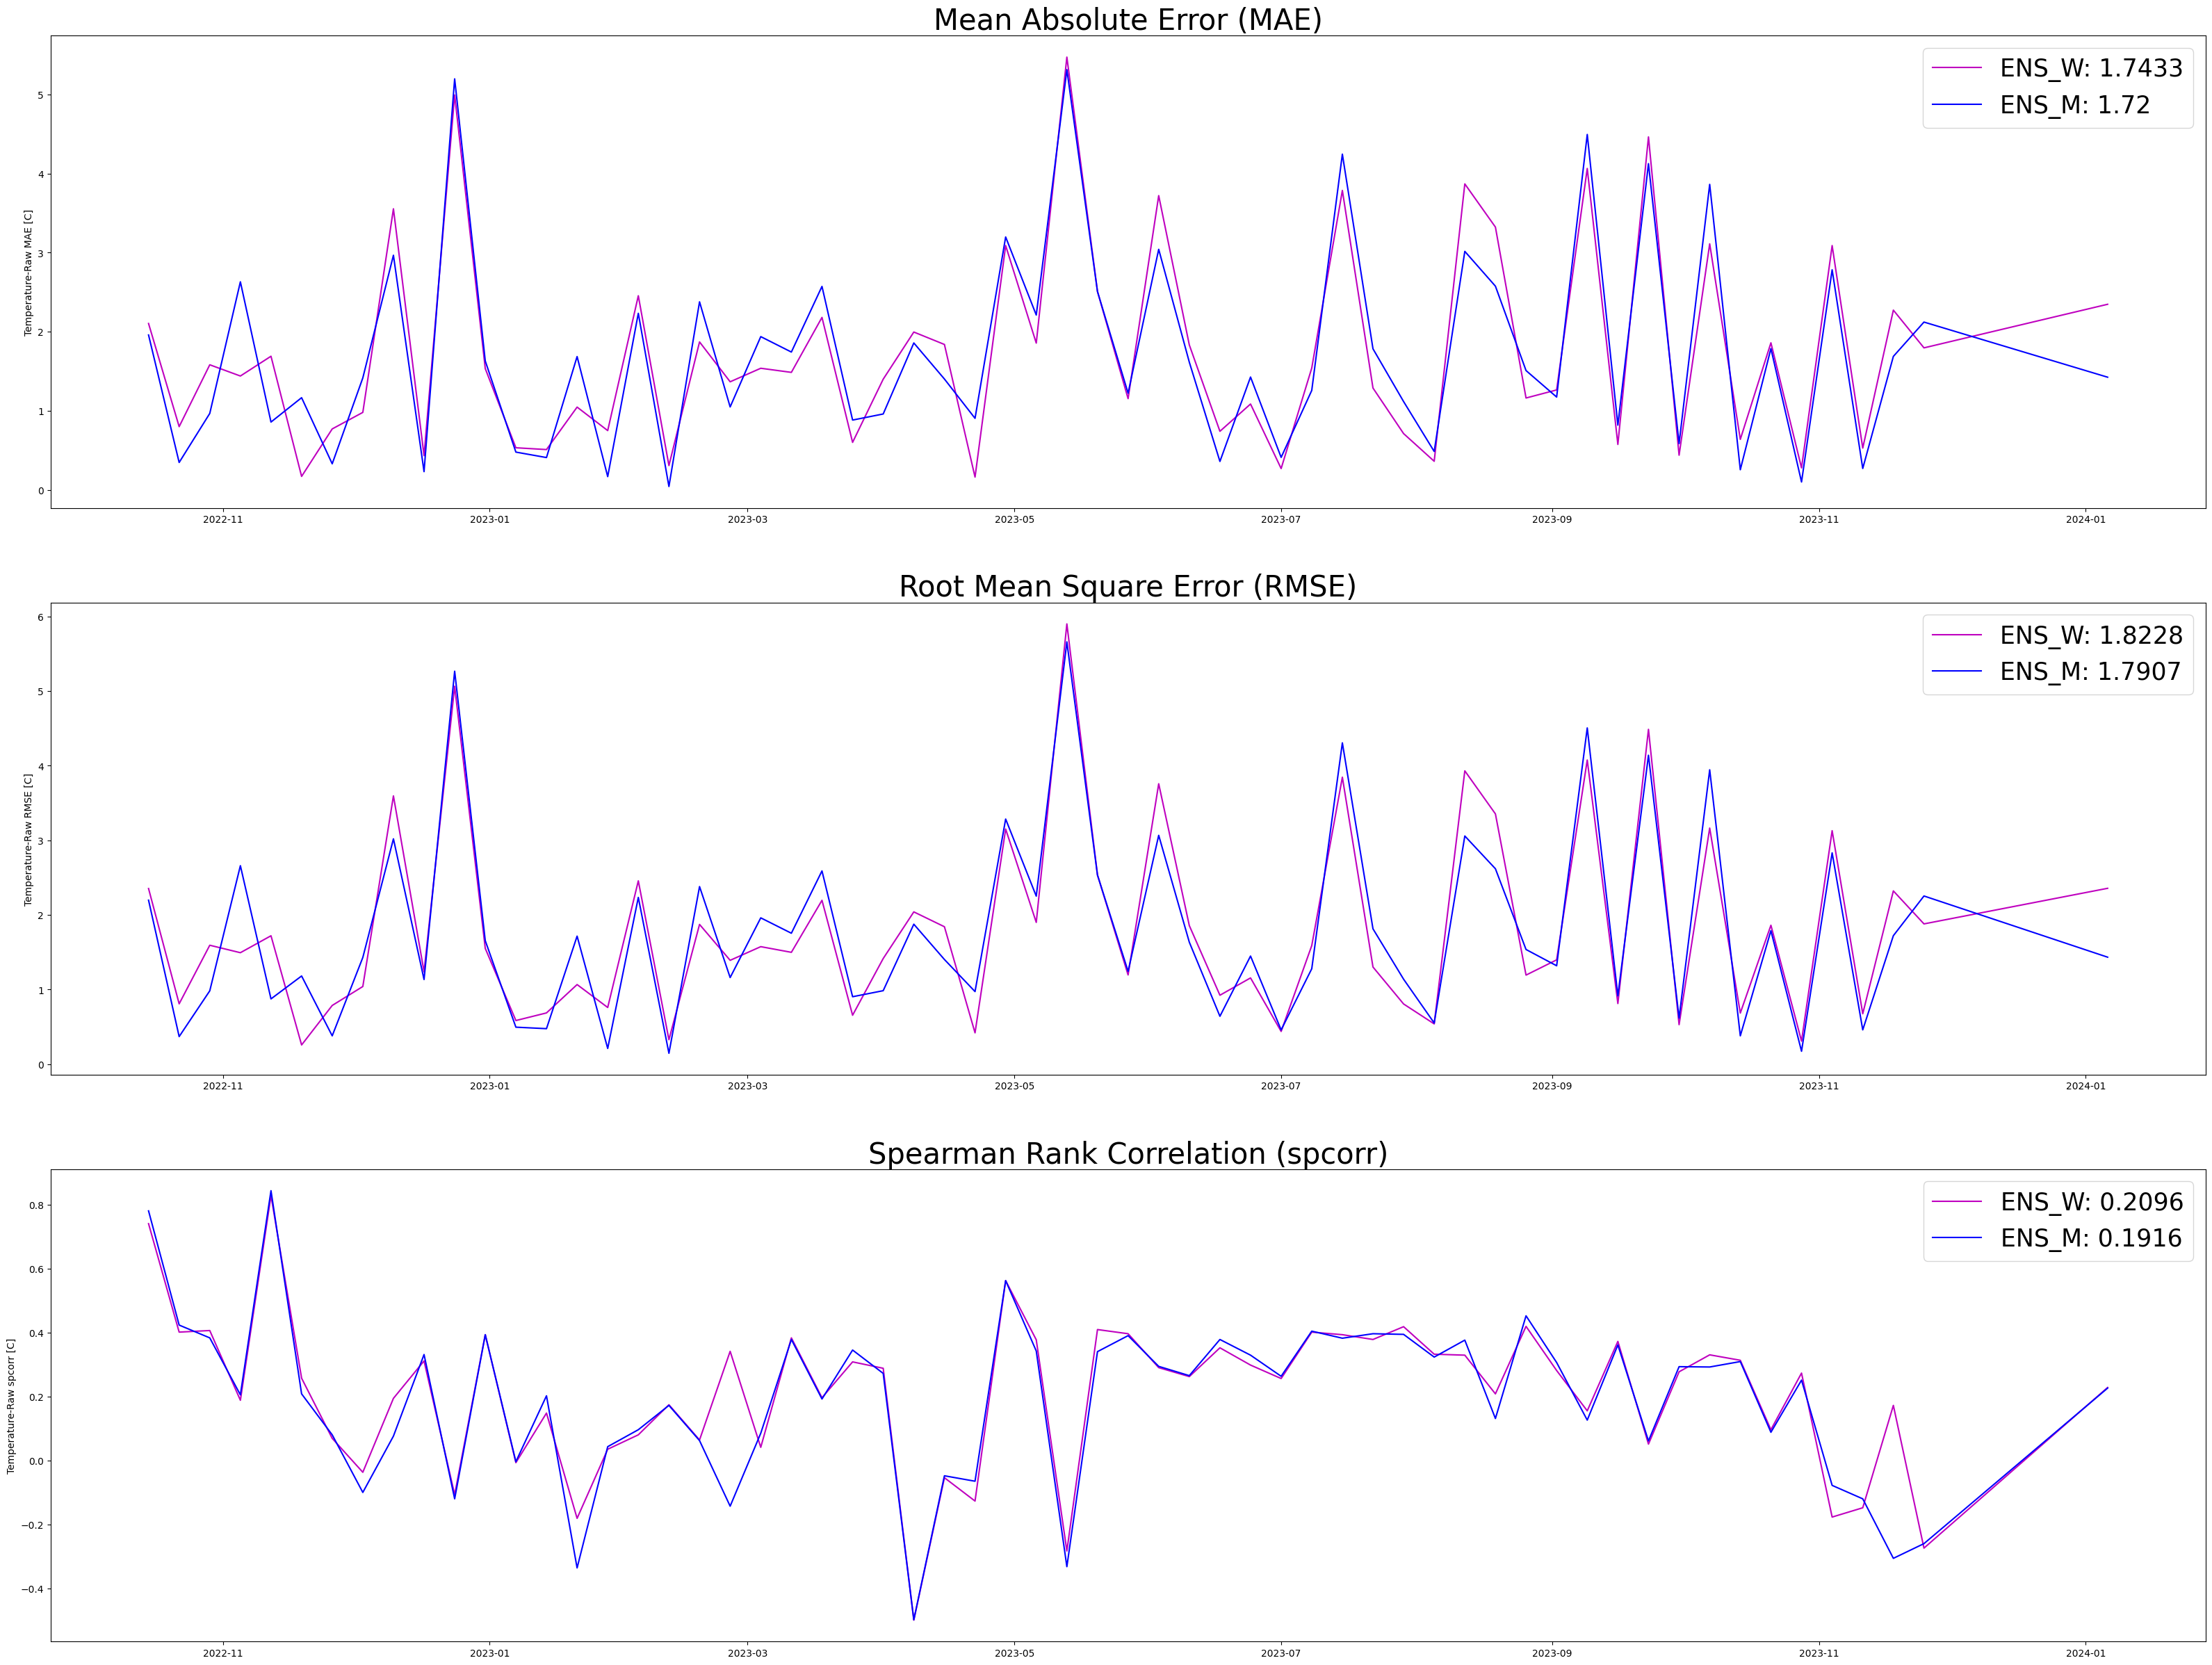 Mean Absolute Error (MAE)
ENS_W: 1.7433
ENS_M: 1.72
Temperature-Raw MAE [C]
5
4
3
2
1
0
2022-11 2023-01 2023-03 2023-05 2023-07 2023-09 2023-11 2024-01
Root Mean Square Error (RMSE)
ENS_W: 1.8228
ENS_M: 1.7907
Temperature-Raw RMSE [C]
6
5
4
3
2
1
0
2022-11 2023-01 2023-03 2023-05 2023-07 2023-09 2023-11 2024-01
Spearman Rank Correlation (spcorr)
ENS_W: 0.2096
ENS_M: 0.1916
Temperature-Raw spcorr [C]
0.8
0.6
0.4
0.2
0.0
−0.2
−0.4
2022-11 2023-01 2023-03 2023-05 2023-07 2023-09 2023-11 2024-01